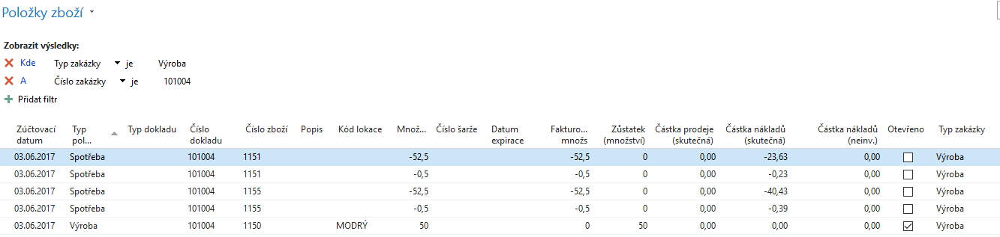 Položky zboží
Zobrazit výsledky:
Kde Typ zakázky je Výroba
A Číslo zakázky je 101004
Přidat filtr
Zúčtovací datum Typ pol... Typ dokladu Číslo dokladu Číslo zboží Popis Kód lokace Množ... Číslo šarže Datum expirace Fakturo... množs Zůstatek (množství) Částka prodeje (skutečná) Částka nákladů (skutečná) Částka nákladů (neinv.) Otevřeno Typ zakázky
03.06.2017 Spotřeba 101004 1151 -52,5 -52,5 0 0,00 -23,63 0,00 Výroba
03.06.2017 Spotřeba 101004 1151 -0,5 -0,5 0 0,00 -0,23 0,00 Výroba
03.06.2017 Spotřeba 101004 1155 -52,5 -52,5 0 0,00 -40,43 0,00 Výroba
03.06.2017 Spotřeba 101004 1155 -0,5 -0,5 0 0,00 -0,39 0,00 Výroba
03.06.2017 Výroba 101004 1150 MODRÝ 50 0 50 0,00 0,00 0,00 Výroba